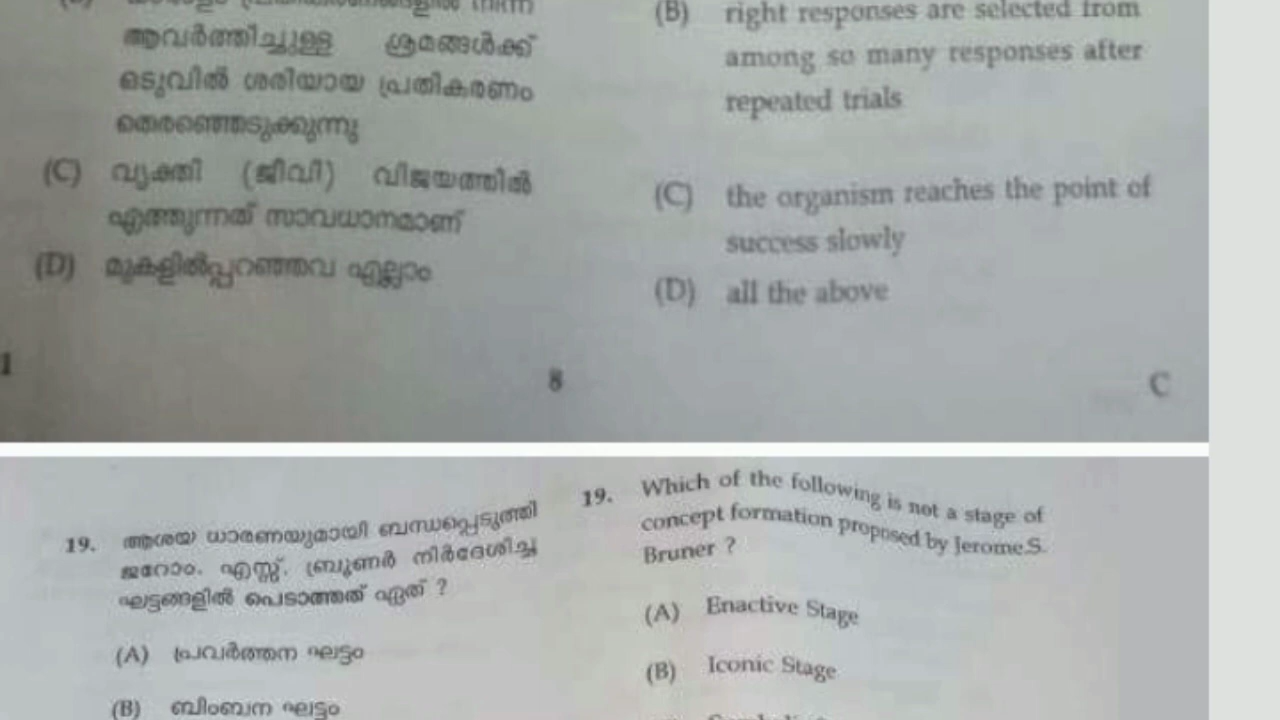 ആവർത്തിച്ചുള്ള ശ്രമങ്ങൾക്ക്
ഒടുവിൽ ശരിയായ പ്രതികരണം
തെരഞ്ഞെടുക്കുന്നു
(C) വ്യക്തി (ജീവി) വിജയത്തിൽ
എത്തുന്നത് സാവധാനമാണ്
(D) മുകളിൽപ്പറഞ്ഞവ എല്ലാം
(B) right responses are selected from
among so many responses after
repeated trials
(C) the organism reaches the point of
success slowly
(D) all the above
1
8
C
19. ആശയ ധാരണയുമായി ബന്ധപ്പെടുത്തി
ജറോം. എസ്സ്. ബ്രൂണർ നിർദേശിച്ച
ഘട്ടങ്ങളിൽ പെടാത്തത് ഏത് ?
(A) പ്രവർത്തന ഘട്ടം
(B) ബിംബന ഘട്ടം
19. Which of the following is not a stage of
concept formation proposed by Jerome.S.
Bruner ?
(A) Enactive Stage
(B) Iconic Stage